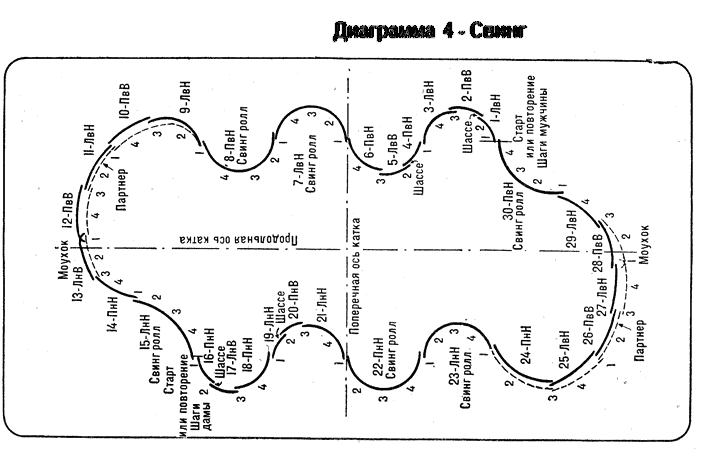 Диаграмма 4 - Свинг
10-ПвВ
9-ЛвН
11-ЛвН
12-ПвВ
Моухок
13-ЛнВ
14-ПнН
Партнер
8-ПвН
Свинг ролл
7-ЛвН
Свинг ролл
6-ПвН
5-ЛвВ
4-ПвН
Шассе
3-ЛвН
2-ПвВ
1-ЛвН
Шассе
Старт
или повторение
Шаги мужчины
30-ПвН
Свинг ролл
29-ЛвН
28-ПвВ
Моухок
27-ЛвН
26-ПвВ
25-ЛвН
Партнер
24-ПнН
23-ЛнН
Свинг ролл
22-ПнН
Свинг ролл
21-ЛнН
20-ПнВ
19-ЛнН
Шассе
18-ПнН
17-ЛнВ
Шассе
16-ПнН
15-ЛнН
Свинг ролл
Старт
или повторение
Шаги
дамы
Продольная ось катка
Поперечная ось катка